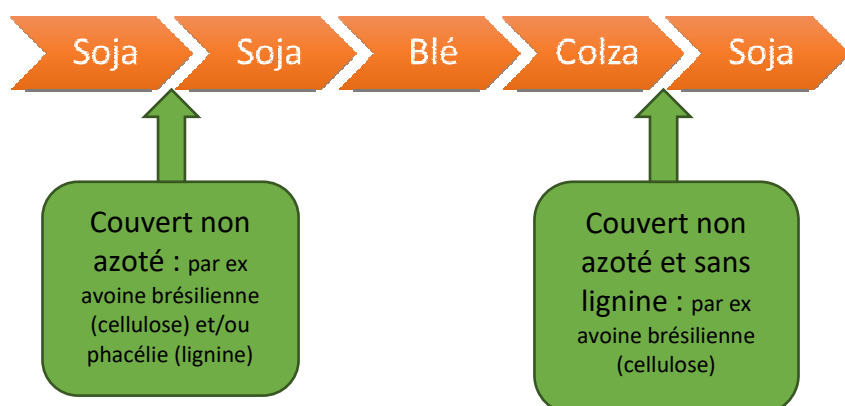 Soja Soja Blé Colza Soja
Couvert non
azoté : par ex
avoine brésilienne
(cellulose) et/ou
phacélie (lignine)
Couvert non
azoté et sans
lignine : par ex
avoine brésilienne
(cellulose)